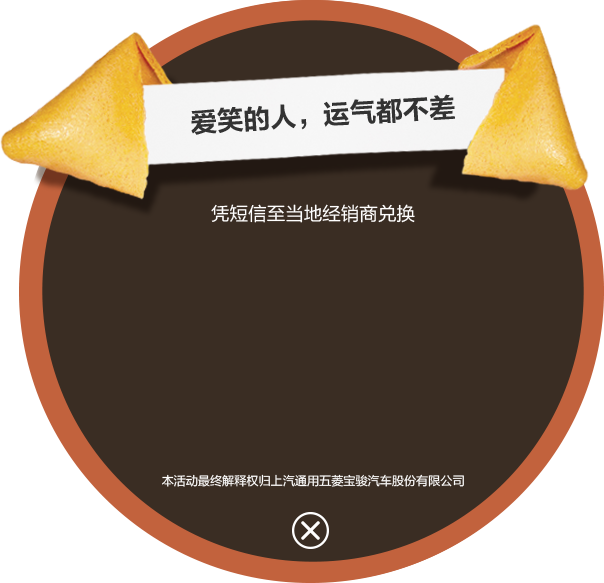 爱笑的人，运气都不差
凭短信至当地经销商兑换
本活动最终解释权归上汽通用五菱宝骏汽车股份有限公司